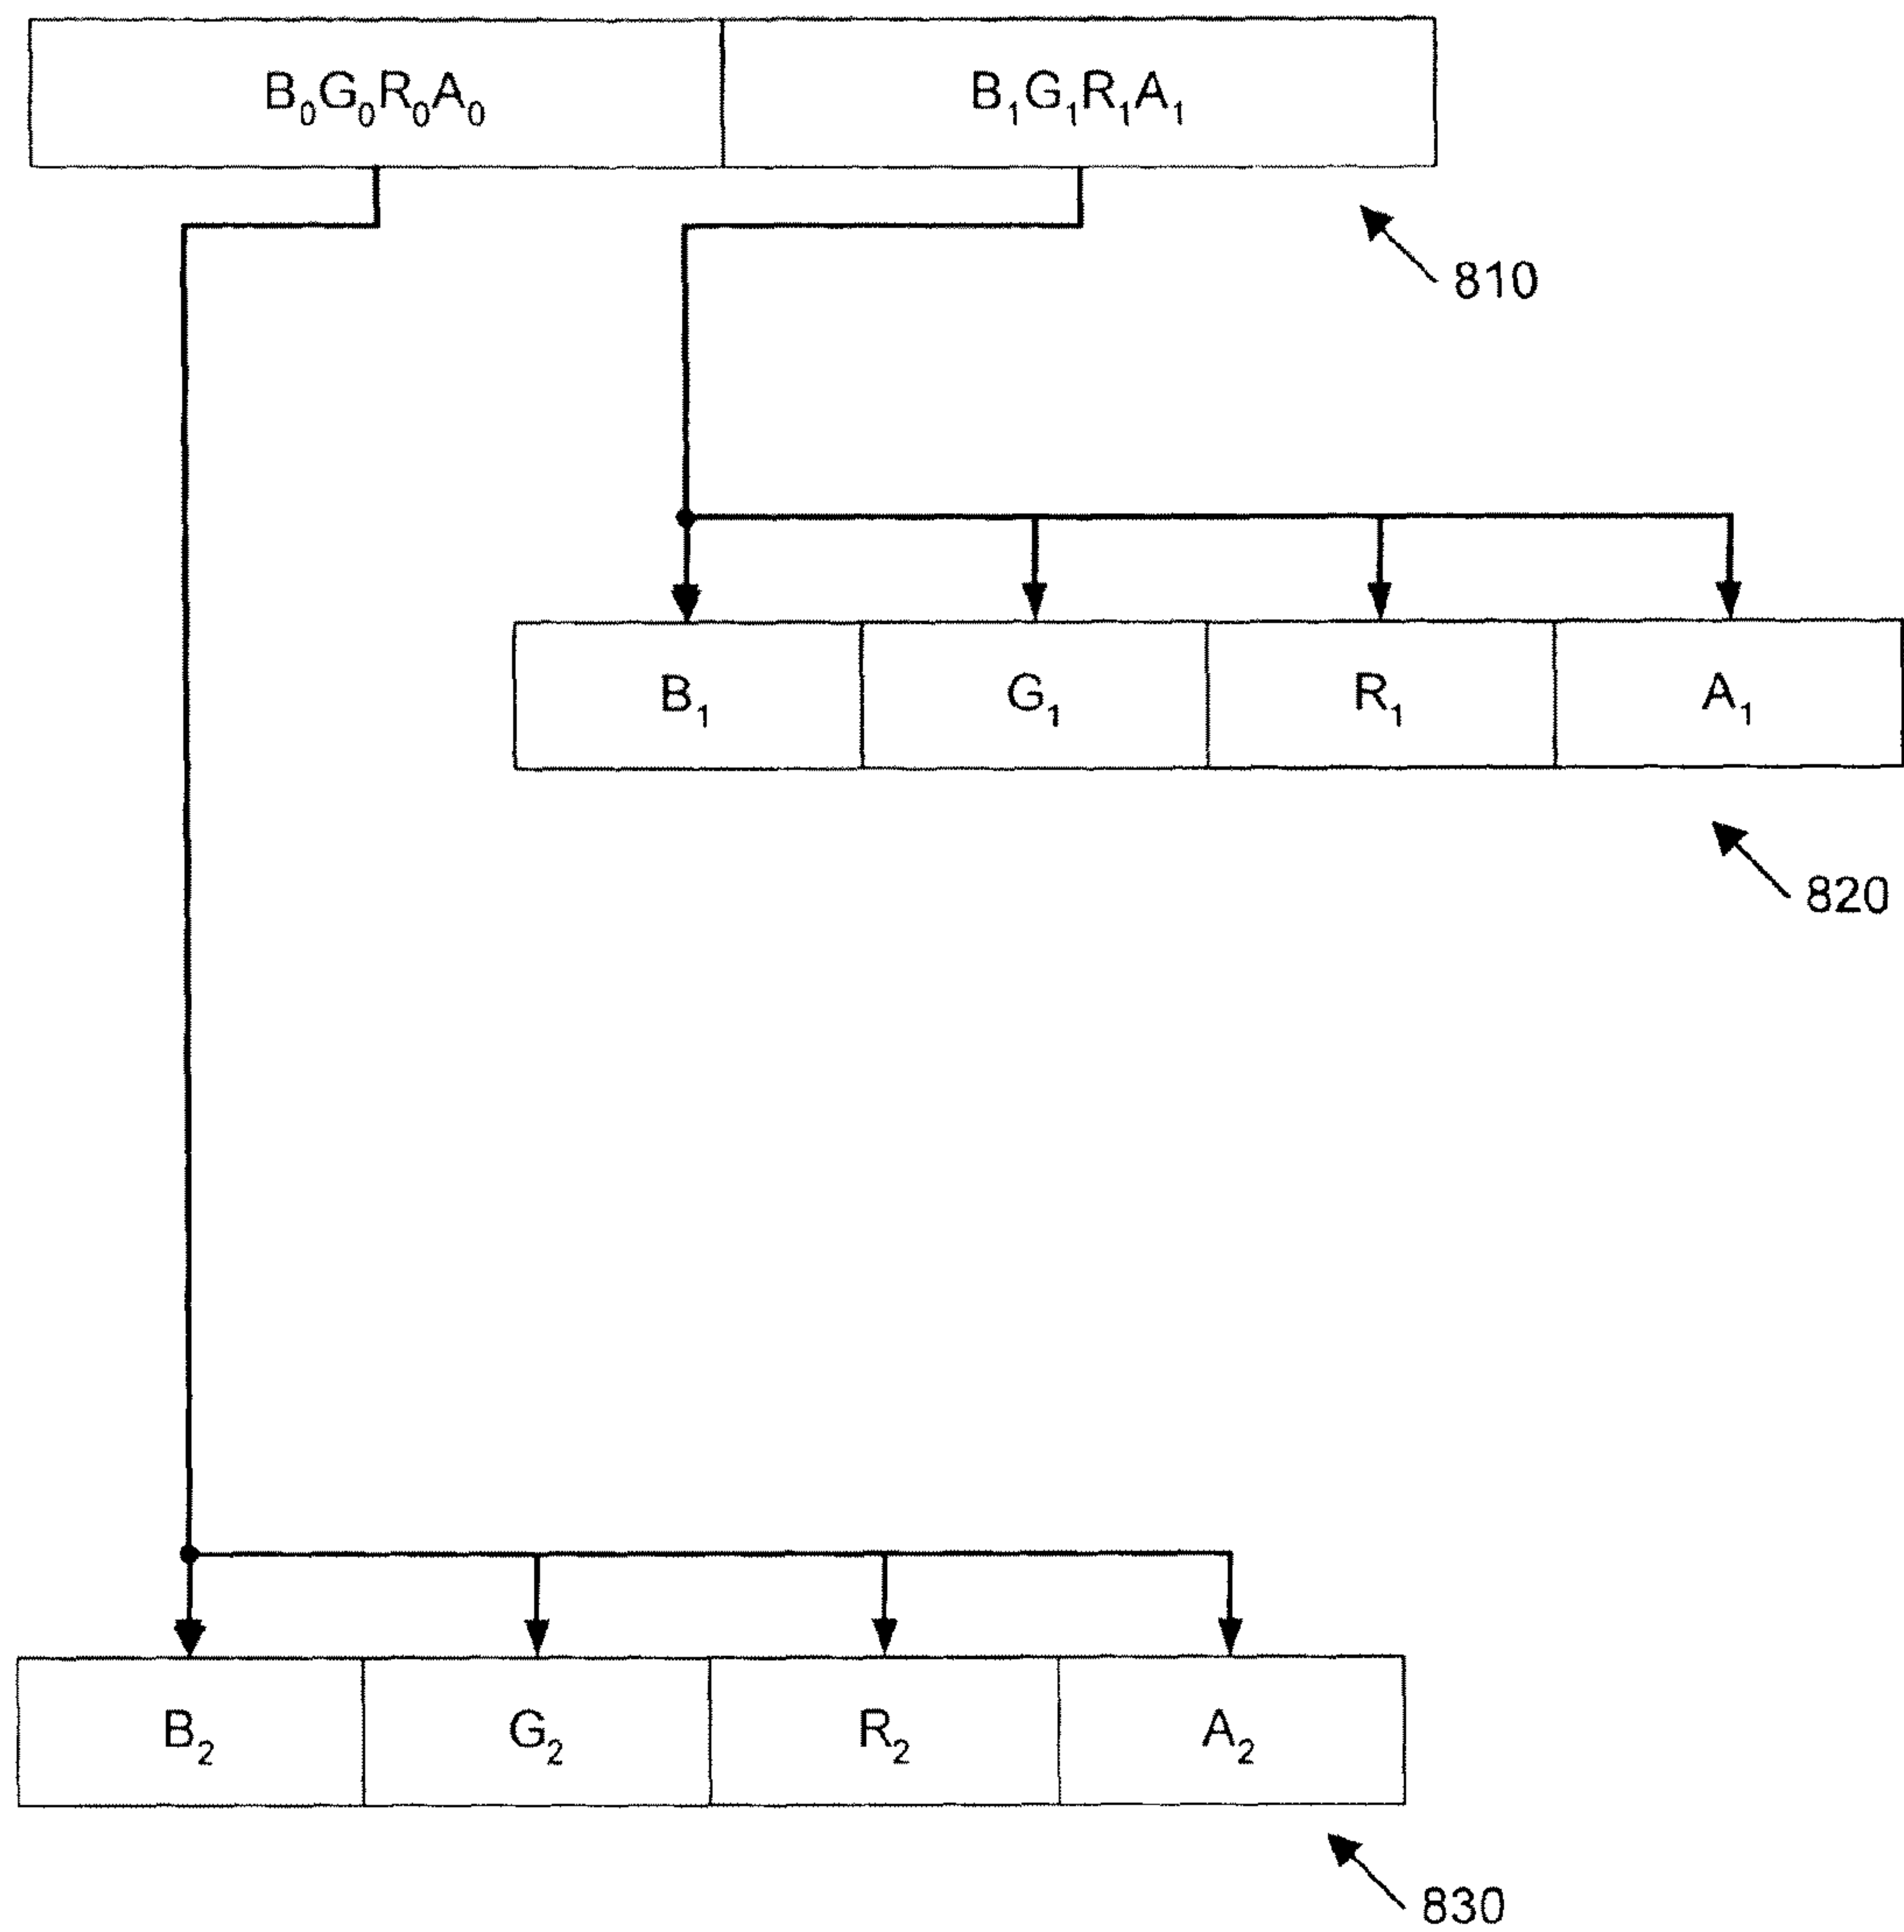 B₀G₀R₀A₀ B₁G₁R₁A₁
810
B₁ G₁ R₁ A₁
820
B₂ G₂ R₂ A₂
830